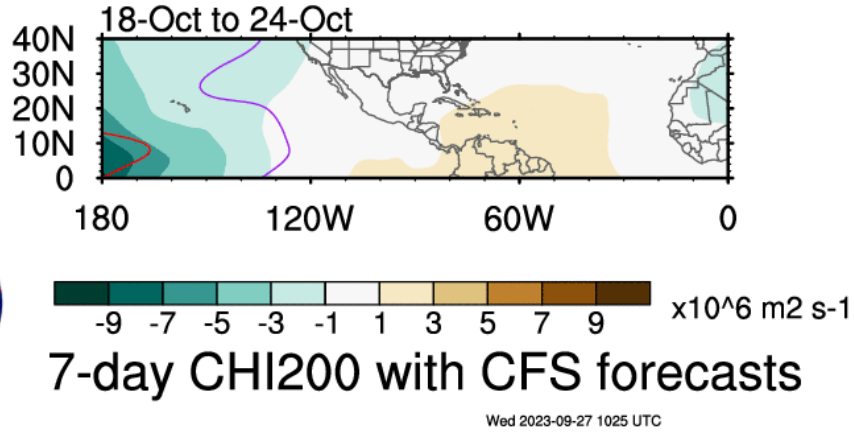 18-Oct to 24-Oct
40N
30N
20N
10N
0
180 120W 60W 0
-9 -7 -5 -3 -1 1 3 5 7 9
x10^6 m2 s-1
7-day CHI200 with CFS forecasts
Wed 2023-09-27 1025 UTC